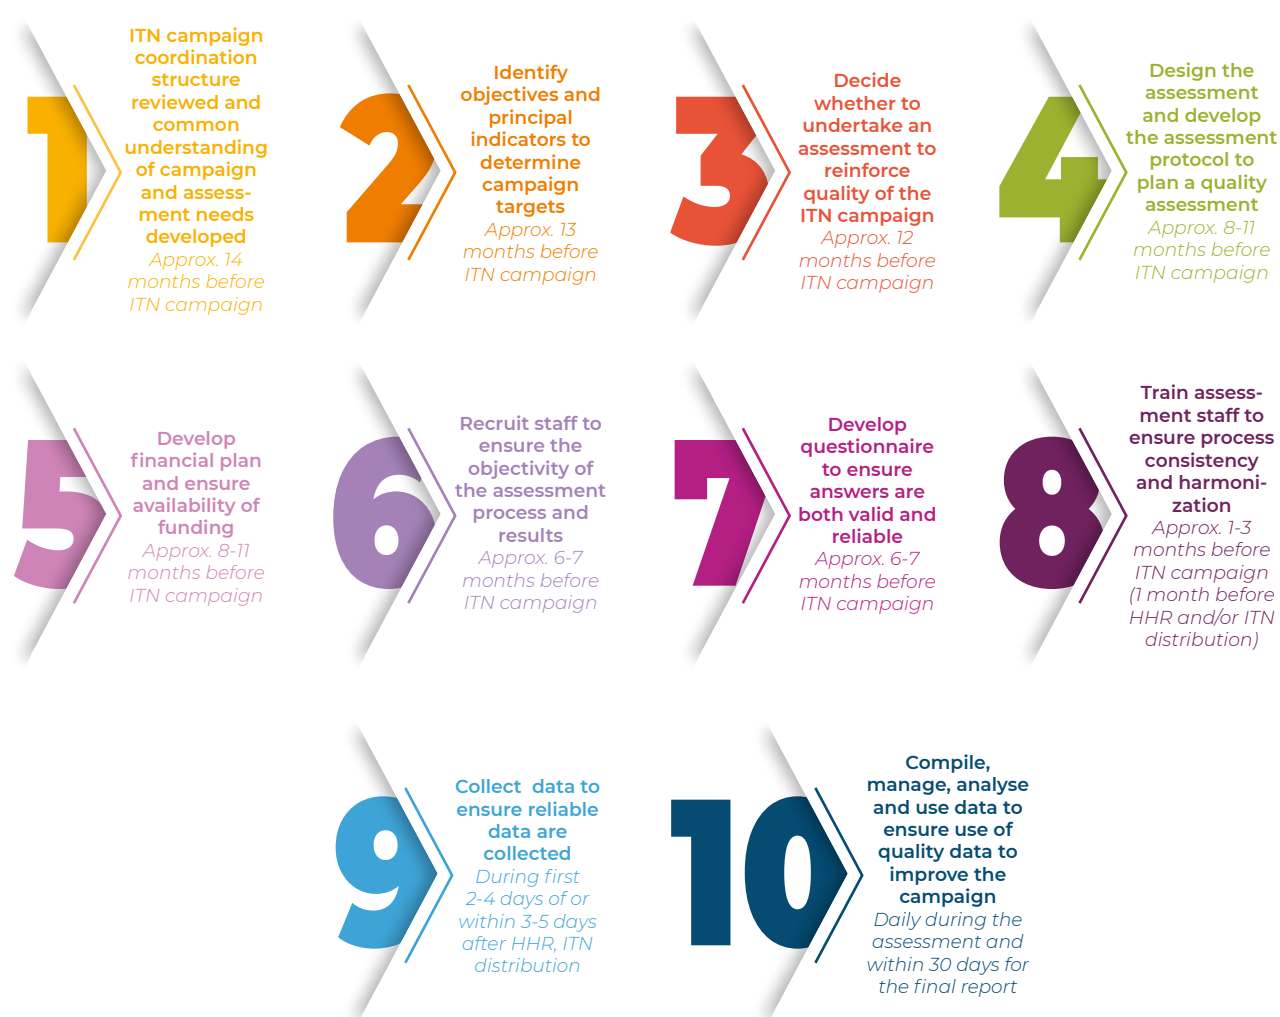 1
ITN campaign
coordination
structure
reviewed and
common
understanding
of campaign
and assess-
ment needs
developed
Approx. 14
months before
ITN campaign
2
Identify
objectives and
principal
indicators to
determine
campaign
targets
Approx. 13
months before
ITN campaign
3
Decide
whether to
undertake an
assessment to
reinforce
quality of the
ITN campaign
Approx. 12
months before
ITN campaign
4
Design the
assessment
and develop
the assessment
protocol to
plan a quality
assessment
Approx. 8-11
months before
ITN campaign
5
Develop
financial plan
and ensure
availability of
funding
Approx. 8-11
months before
ITN campaign
6
Recruit staff to
ensure the
objectivity of
the assessment
process and
results
Approx. 6-7
months before
ITN campaign
7
Develop
questionnaire
to ensure
answers are
both valid and
reliable
Approx. 6-7
months before
ITN campaign
8
Train assess-
ment staff to
ensure process
consistency
and harmoni-
zation
Approx. 1-3
months before
ITN campaign
(1 month before
HHR and/or ITN
distribution)
9
Collect data to
ensure reliable
data are
collected
During first
2-4 days of or
within 3-5 days
after HHR, ITN
distribution
10
Compile,
manage, analyse
and use data to
ensure use of
quality data to
improve the
campaign
Daily during the
assessment and
within 30 days for
the final report